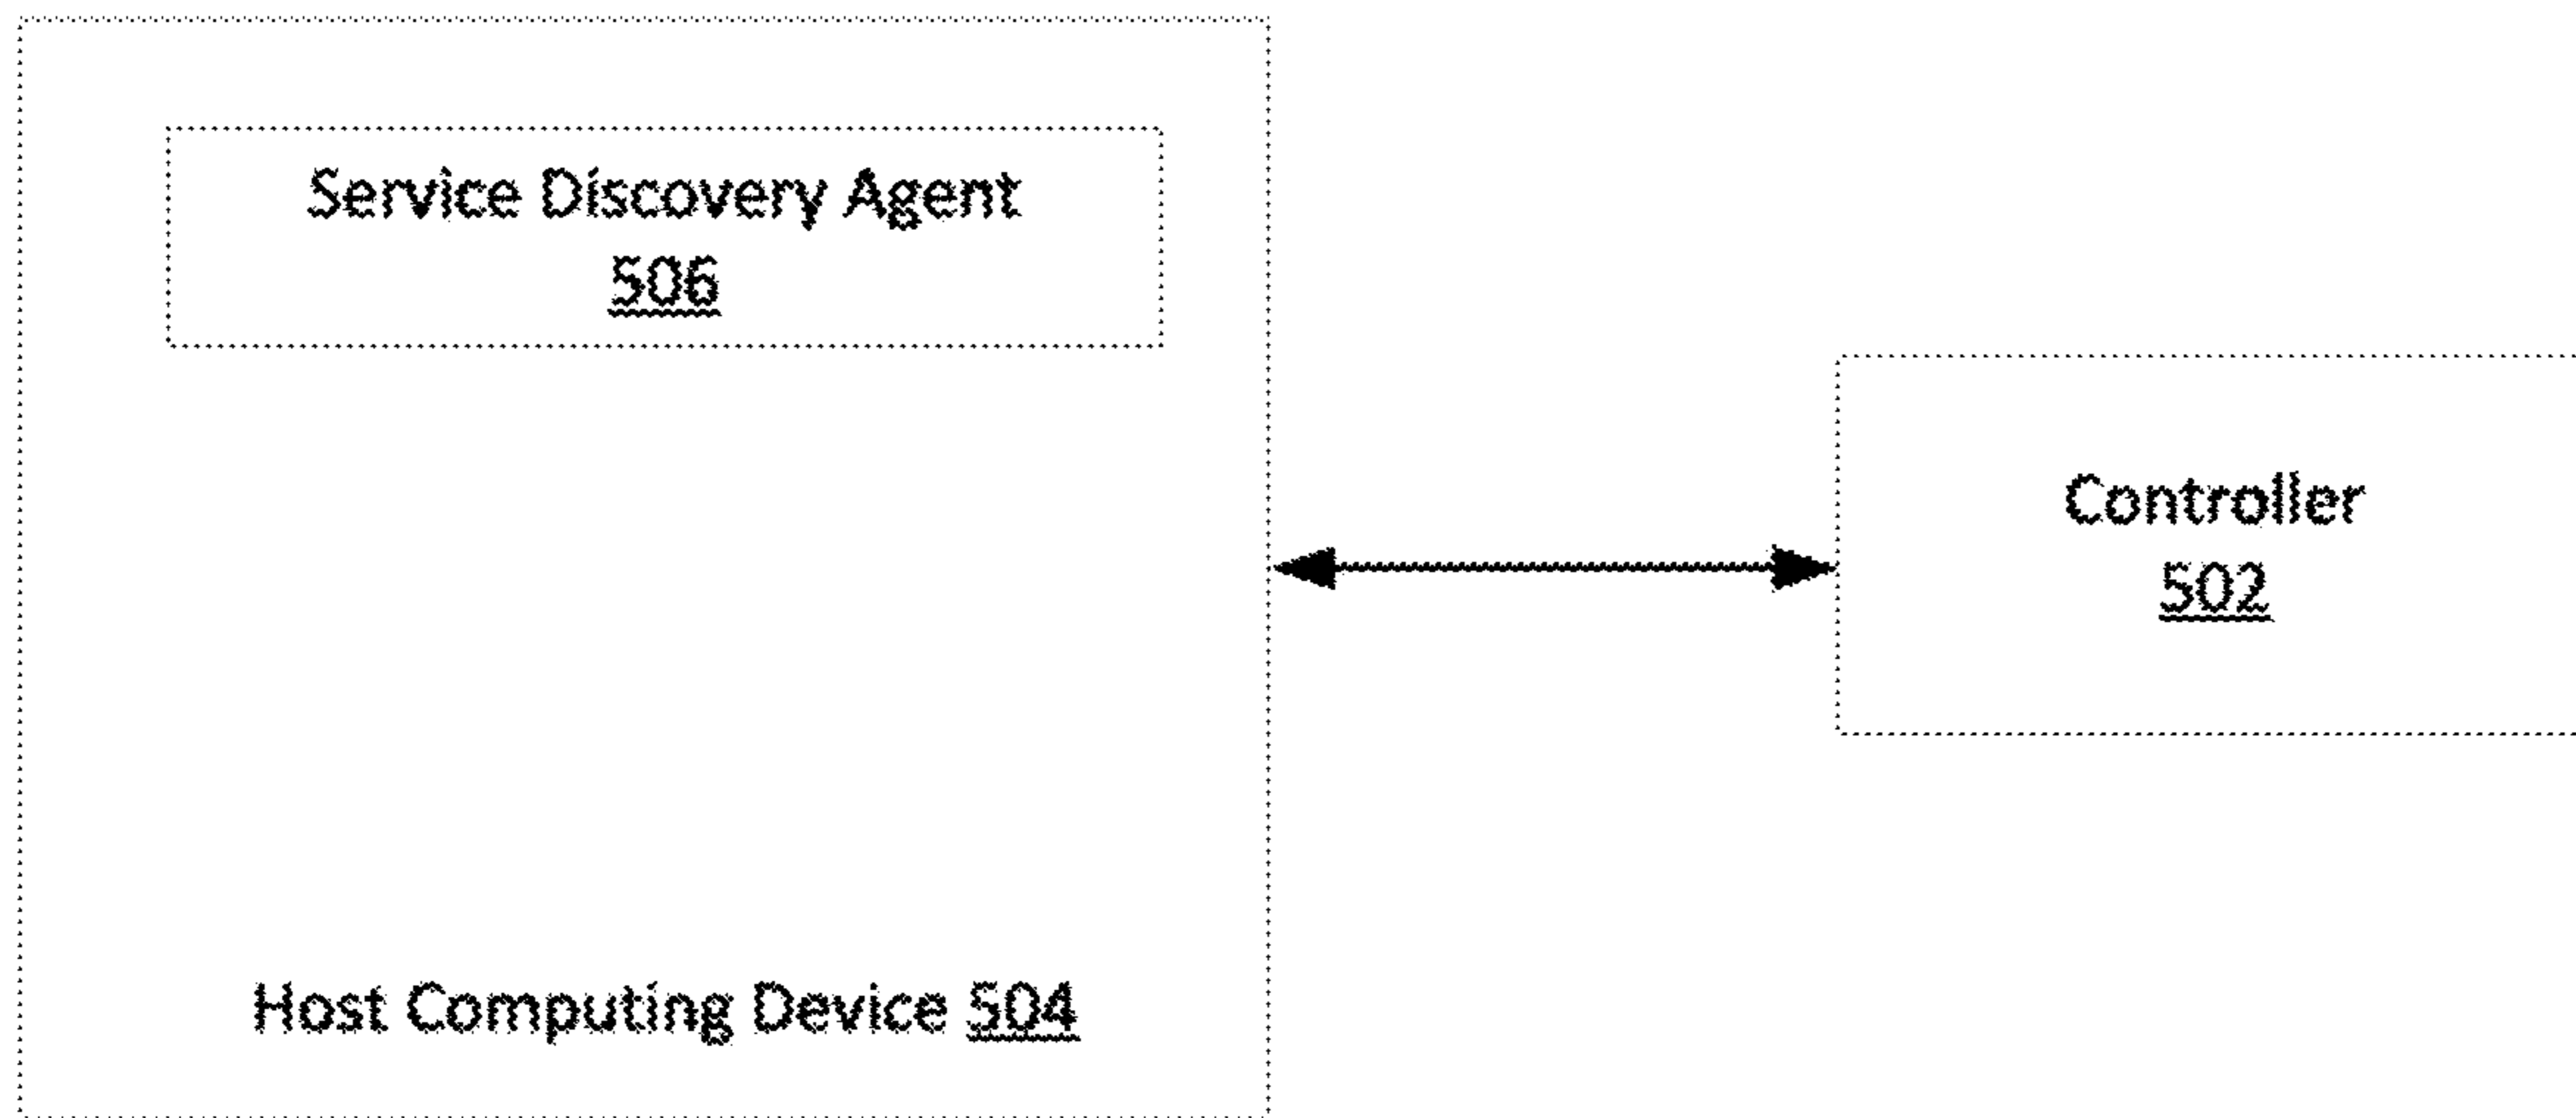 Service Discovery Agent
506
Controller
502
Host Computing Device 504